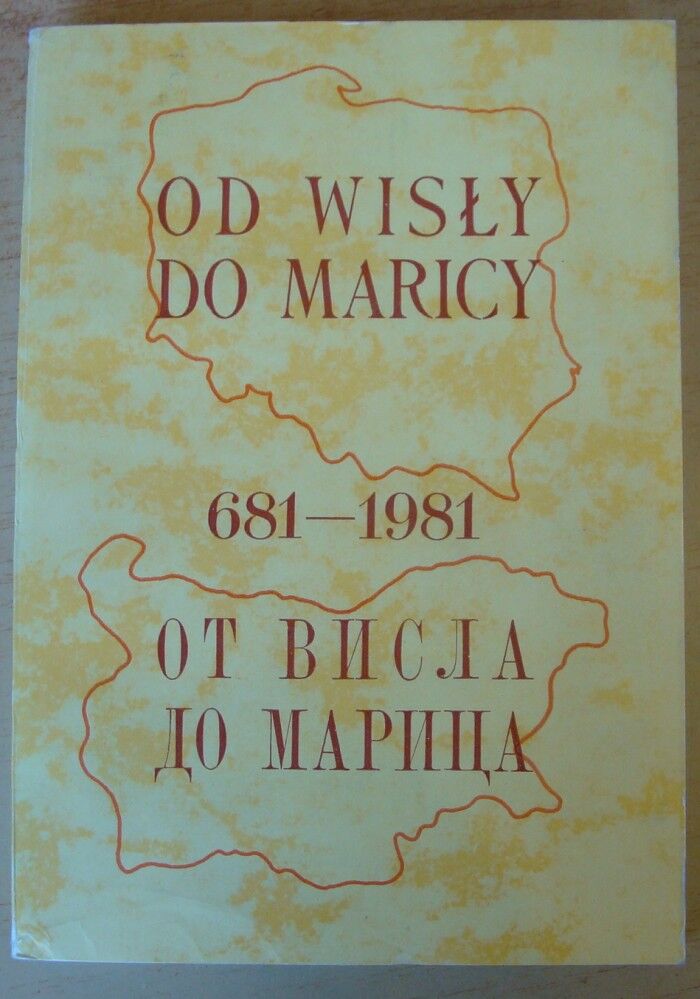 OD WISŁY
DO MARICY
681—1981
ОТ ВИСЛА
ДО МАРИЦА